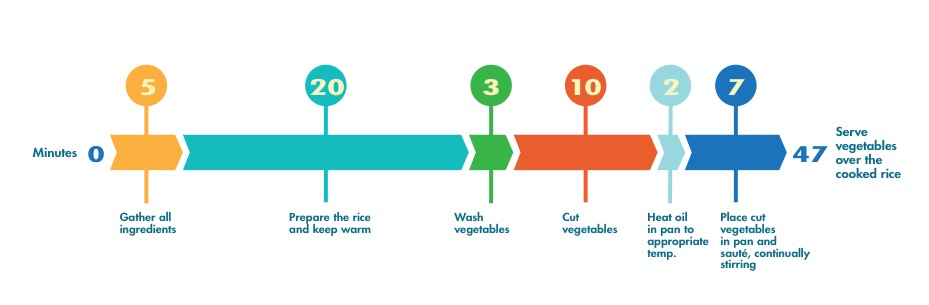 5
20
3
10
2
7
Minutes 0
47
Serve
vegetables
over the
cooked rice
Gather all
ingredients
Prepare the rice
and keep warm
Wash
vegetables
Cut
vegetables
Heat oil
in pan to
appropriate
temp.
Place cut
vegetables
in pan and
sauté, continually
stirring